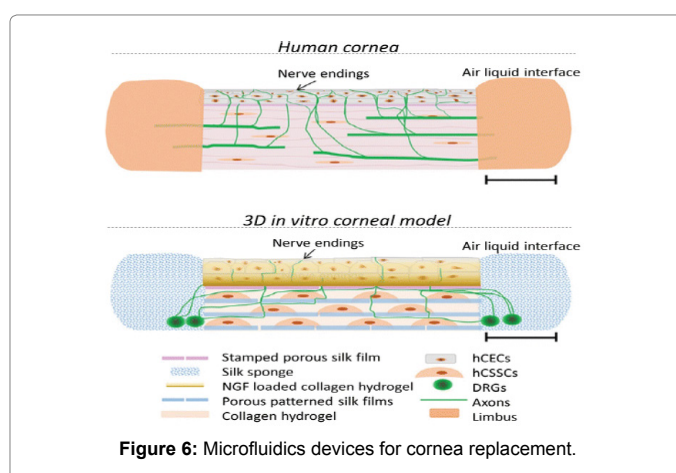 Human cornea
Nerve endings
Air liquid interface
3D in vitro corneal model
Nerve endings
Air liquid interface
Stamped porous silk film
Silk sponge
NGF loaded collagen hydrogel
Porous patterned silk films
Collagen hydrogel
hCECs
hCSSCs
DRGs
Axons
Limbus
Figure 6: Microfluidics devices for cornea replacement.